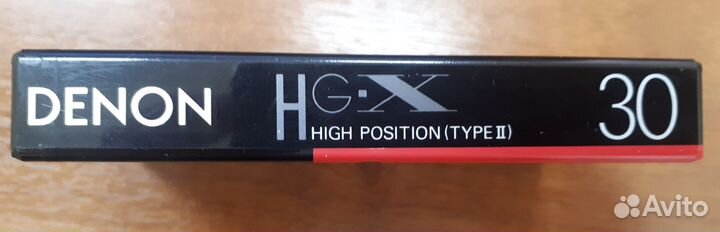 DENON HG·X 30
HIGH POSITION (TYPE II)
Avito